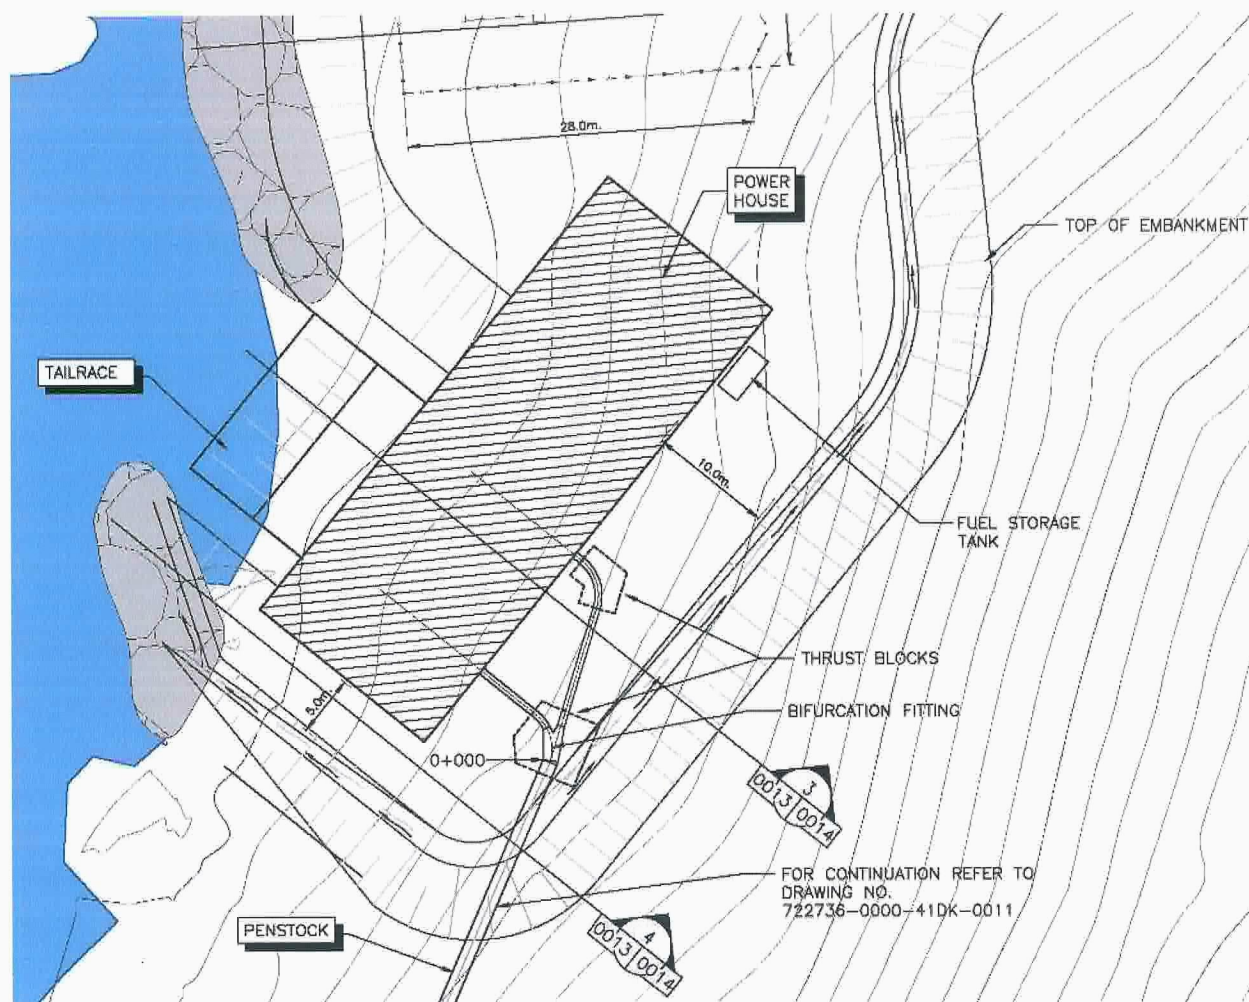 28.0m.
POWER
HOUSE
TOP OF EMBANKMENT
TAILRACE
10.0m.
FUEL STORAGE
TANK
THRUST BLOCKS
5.0m.
BIFURCATION FITTING
0+000
3
0013 0014
FOR CONTINUATION REFER TO
DRAWING NO.
722736-0000-41DK-0011
PENSTOCK
4
0013 0014